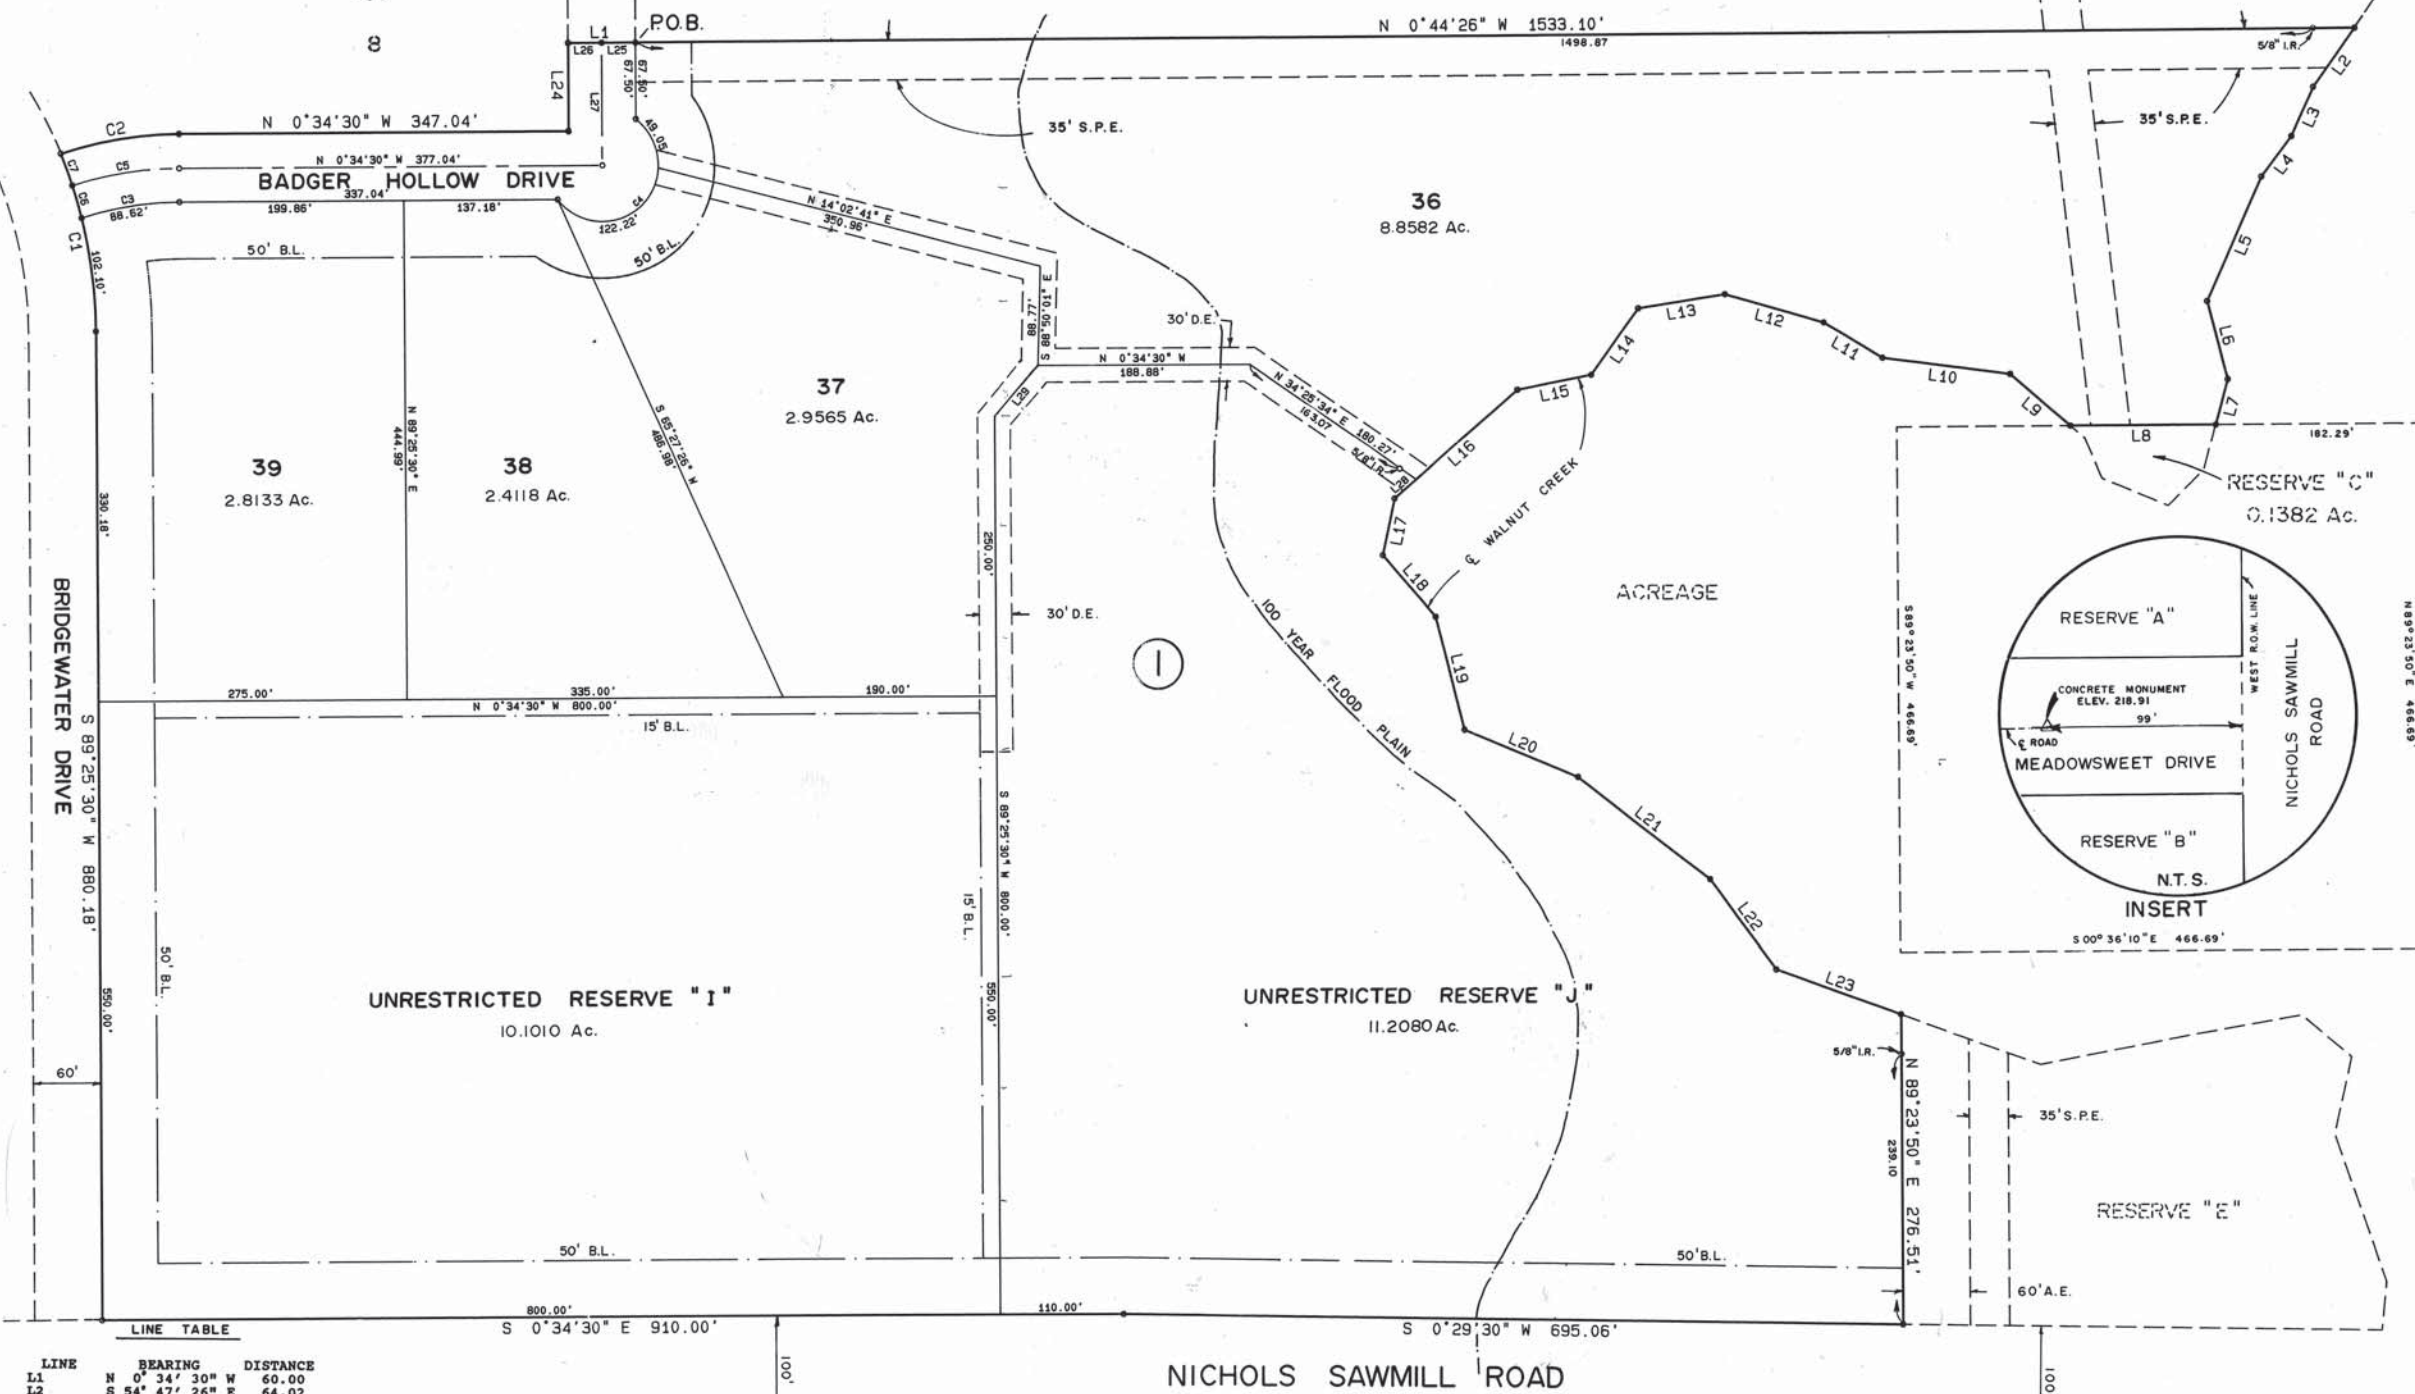 8
L1
P.O.B.
L26
L25
N 0°44'26" W 1533.10'
1498.87
5/8" I.R.
L2
L24
67.50'
67.50'
L27
L3
35' S.P.E.
35' S.P.E.
C2
N 0°34'30" W 347.04'
49.05
L4
C7
C5
N 0°34'30" W 377.04'
BADGER HOLLOW DRIVE
C6
C3
337.04'
88.62'
199.86'
137.18'
C4
122.22'
N 14°02'41" E
350.96'
36
8.8582 Ac.
C1
102.10'
50' B.L.
50' B.L.
L5
88.77'
S 88°50'01" E
30' D.E.
L13
L12
L14
L11
L6
N 0°34'30" W
188.88'
L10
37
2.9565 Ac.
L29
N 34°25'34" E 180.27'
163.07
5/8" I.R.
L28
L15
L9
L7
L16
L8
182.29'
39
2.8133 Ac.
N 89°25'30" E
444.99'
38
2.4118 Ac.
S 65°27'26" W
486.98'
RESERVE "C"
0.1382 Ac.
330.18'
L17
℄ WALNUT CREEK
L18
250.00'
30' D.E.
1
100 YEAR FLOOD PLAIN
ACREAGE
S 89° 23' 50" W 466.69'
N 89° 23' 50" E 466.69'
RESERVE "A"
WEST R.O.W. LINE
NICHOLS SAWMILL
ROAD
CONCRETE MONUMENT
ELEV. 218.91
99'
℄ ROAD
MEADOWSWEET DRIVE
RESERVE "B"
N.T.S.
INSERT
S 00° 36' 10" E 466.69'
BRIDGEWATER DRIVE
S 89°25'30" W 880.18'
275.00'
335.00'
190.00'
N 0°34'30" W 800.00'
15' B.L.
L19
L20
L21
L22
L23
S 89°25'30" W 800.00'
15' B.L.
50' B.L.
550.00'
550.00'
UNRESTRICTED RESERVE "I"
10.1010 Ac.
UNRESTRICTED RESERVE "J"
11.2080 Ac.
5/8" I.R.
N 89°23'50" E 276.51'
239.10
60'
35' S.P.E.
RESERVE "E"
60' A.E.
50' B.L.
50' B.L.
800.00'
110.00'
S 0°34'30" E 910.00'
S 0°29'30" W 695.06'
100'
100
NICHOLS SAWMILL ROAD
LINE TABLE
LINE BEARING DISTANCE
L1 N 0° 34' 30" W 60.00
L2 S 54° 47' 26" E 64.02